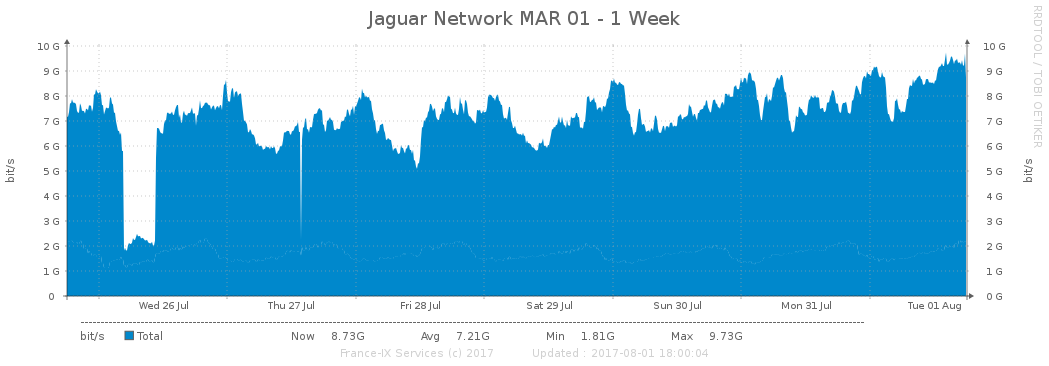 Jaguar Network MAR 01 - 1 Week
RRDTOOL / TOBI OETIKER
bit/s
10 G
9 G
8 G
7 G
6 G
5 G
4 G
3 G
2 G
1 G
0
10 G
9 G
8 G
7 G
6 G
5 G
4 G
3 G
2 G
1 G
0 G
bit/s
Wed 26 Jul Thu 27 Jul Fri 28 Jul Sat 29 Jul Sun 30 Jul Mon 31 Jul Tue 01 Aug
bit/s Total Now 8.73G Avg 7.21G Min 1.81G Max 9.73G
France-IX Services (c) 2017 Updated : 2017-08-01 18:00:04